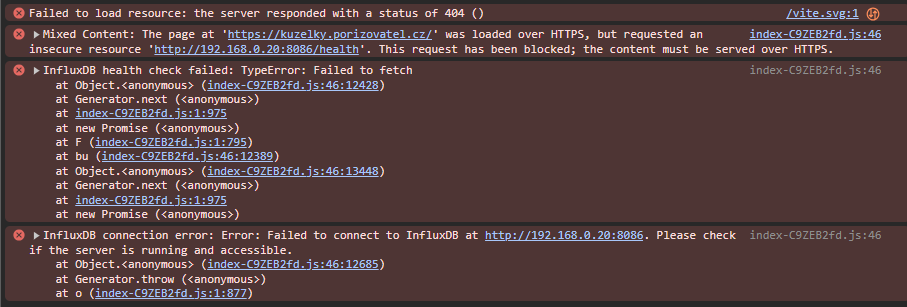 Failed to load resource: the server responded with a status of 404 () /vite.svg:1
Mixed Content: The page at 'https://kuzelky.porizovatel.cz/' was loaded over HTTPS, but requested an index-C9ZEB2fd.js:46
insecure resource 'http://192.168.0.20:8086/health'. This request has been blocked; the content must be served over HTTPS.
InfluxDB health check failed: TypeError: Failed to fetch index-C9ZEB2fd.js:46
at Object.<anonymous> (index-C9ZEB2fd.js:46:12428)
at Generator.next (<anonymous>)
at index-C9ZEB2fd.js:1:975
at new Promise (<anonymous>)
at F (index-C9ZEB2fd.js:1:795)
at bu (index-C9ZEB2fd.js:46:12389)
at Object.<anonymous> (index-C9ZEB2fd.js:46:13448)
at Generator.next (<anonymous>)
at index-C9ZEB2fd.js:1:975
at new Promise (<anonymous>)
InfluxDB connection error: Error: Failed to connect to InfluxDB at http://192.168.0.20:8086. Please check index-C9ZEB2fd.js:46
if the server is running and accessible.
at Object.<anonymous> (index-C9ZEB2fd.js:46:12685)
at Generator.throw (<anonymous>)
at o (index-C9ZEB2fd.js:1:877)